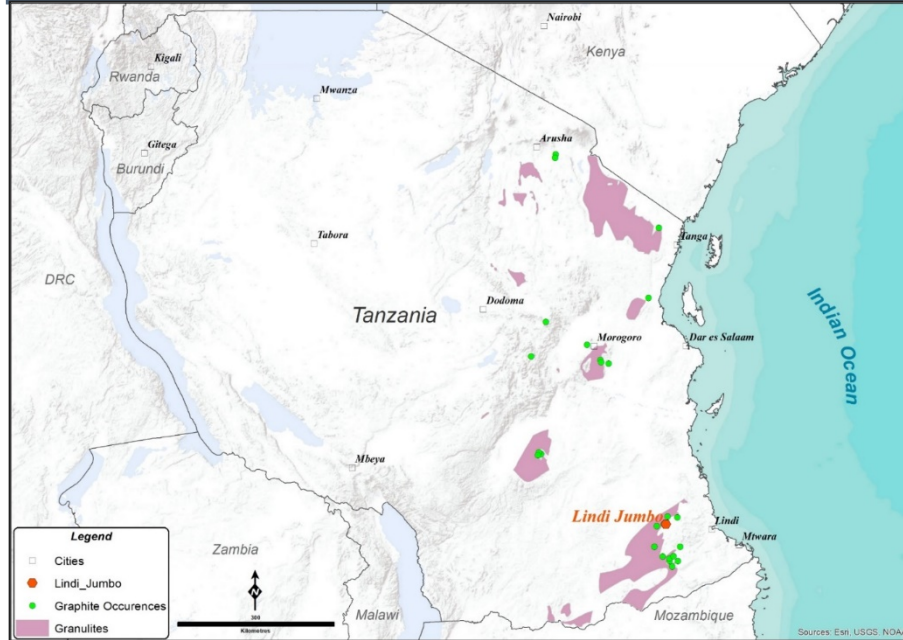 Nairobi
Kenya
Kigali
Rwanda
Mwanza
Gitega
Burundi
Arusha
Tabora
Tanga
DRC
Dodoma
Tanzania
Indian Ocean
Morogoro
Dar es Salaam
Mbeya
Lindi Jumbo
Lindi
Mtwara
Legend
Cities
Lindi_Jumbo
Graphite Occurences
Granulites
Zambia
N
300
Kilometres
Malawi
Mozambique
Sources: Esri, USGS, NOAA